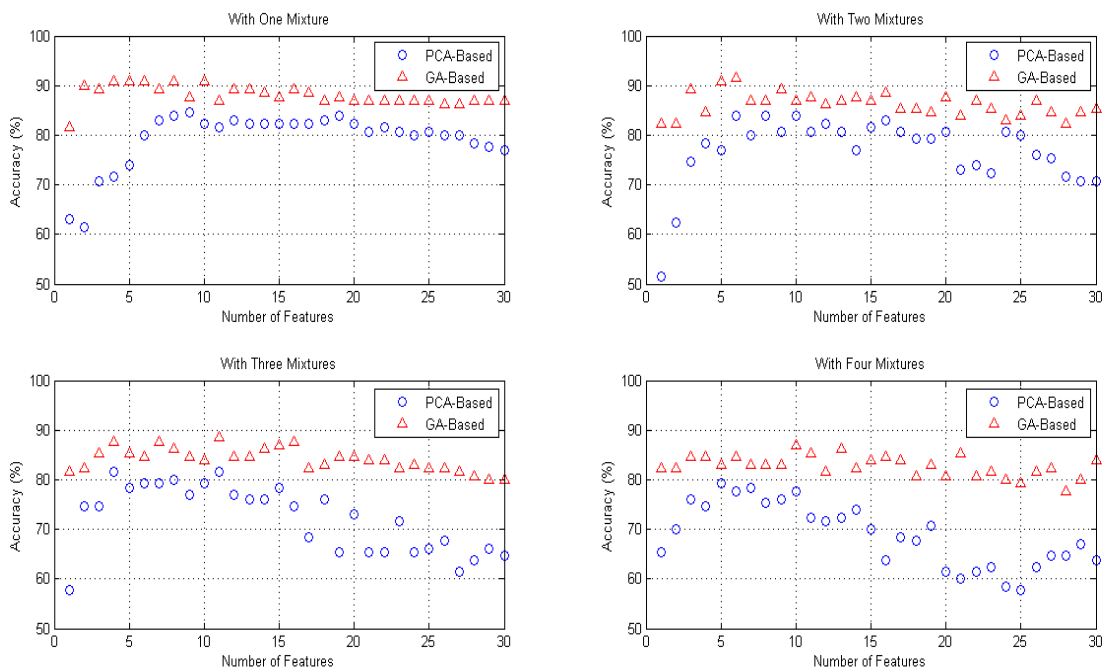 With One Mixture
100
90
80
70
60
50
Accuracy (%)
0 5 10 15 20 25 30
Number of Features
PCA-Based
GA-Based
With Two Mixtures
100
90
80
70
60
50
Accuracy (%)
0 5 10 15 20 25 30
Number of Features
PCA-Based
GA-Based
With Three Mixtures
100
90
80
70
60
50
Accuracy (%)
0 5 10 15 20 25 30
Number of Features
PCA-Based
GA-Based
With Four Mixtures
100
90
80
70
60
50
Accuracy (%)
0 5 10 15 20 25 30
Number of Features
PCA-Based
GA-Based